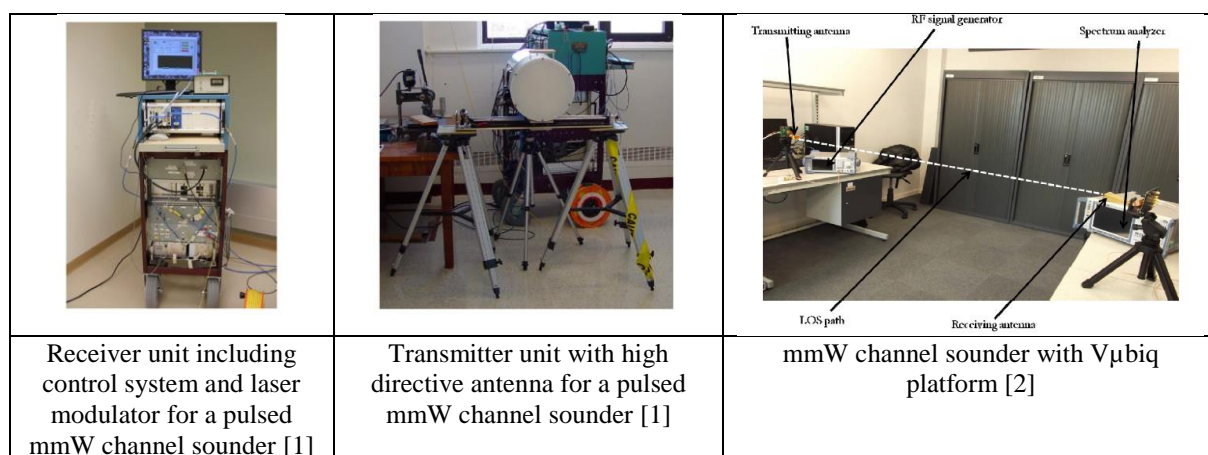 RF signal generator
Transmitting antenna
Spectrum analyzer
LOS path
Receiving antenna
Receiver unit including
control system and laser
modulator for a pulsed
mmW channel sounder [1]
Transmitter unit with high
directive antenna for a pulsed
mmW channel sounder [1]
mmW channel sounder with Vµbiq
platform [2]